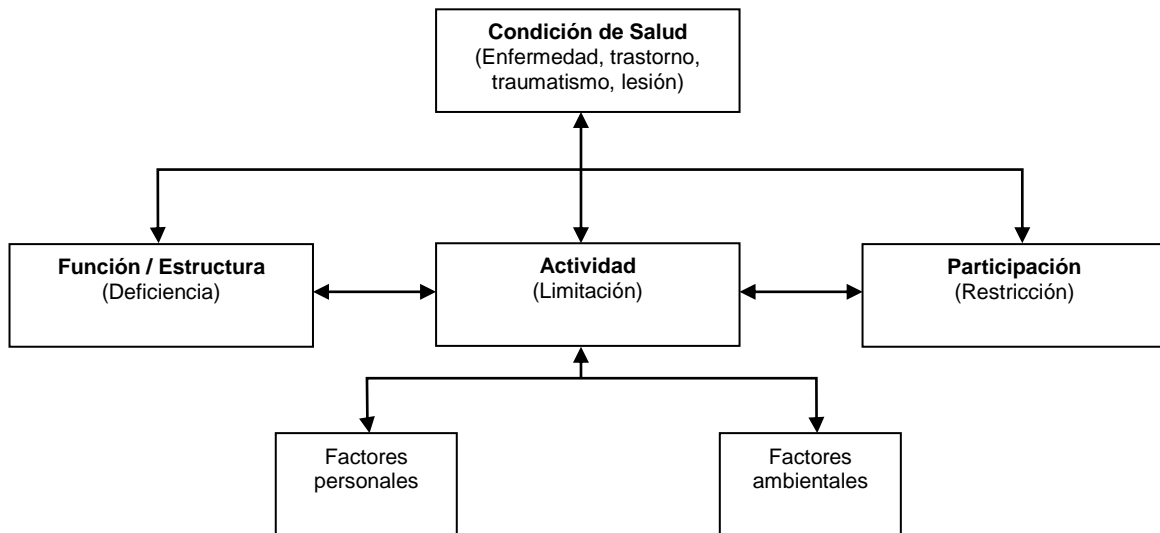 Condición de Salud
(Enfermedad, trastorno,
traumatismo, lesión)
Función / Estructura
(Deficiencia)
Actividad
(Limitación)
Participación
(Restricción)
Factores
personales
Factores
ambientales